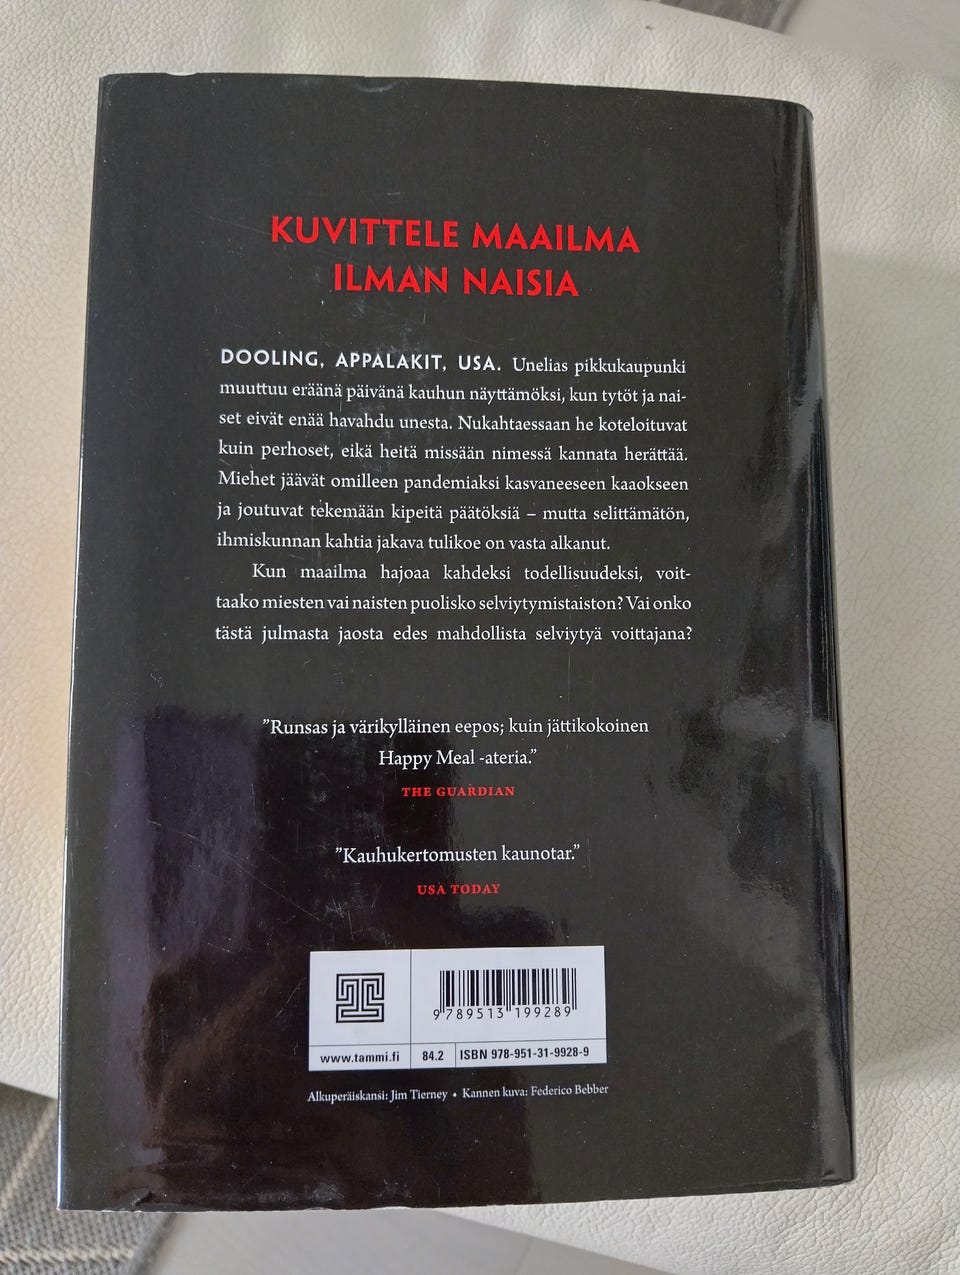 KUVITTELE MAAILMA
ILMAN NAISIA
DOOLING, APPALAKIT, USA. Unelias pikkukaupunki
muuttuu eräänä päivänä kauhun näyttämöksi, kun tytöt ja nai-
set eivät enää havahdu unesta. Nukahtaessaan he koteloituvat
kuin perhoset, eikä heitä missään nimessä kannata herättää.
Miehet jäävät omilleen pandemiaksi kasvaneeseen kaaokseen
ja joutuvat tekemään kipeitä päätöksiä – mutta selittämätön,
ihmiskunnan kahtia jakava tulikoe on vasta alkanut.
Kun maailma hajoaa kahdeksi todellisuudeksi, voit-
taako miesten vai naisten puolisko selviytymistaiston? Vai onko
tästä julmasta jaosta edes mahdollista selviytyä voittajana?
”Runsas ja värikylläinen eepos; kuin jättikokoinen
Happy Meal -ateria.”
THE GUARDIAN
”Kauhukertomusten kaunotar.”
USA TODAY
9 789513 199289
www.tammi.fi 84.2 ISBN 978-951-31-9928-9
Alkuperäiskansi: Jim Tierney • Kannen kuva: Federico Bebber